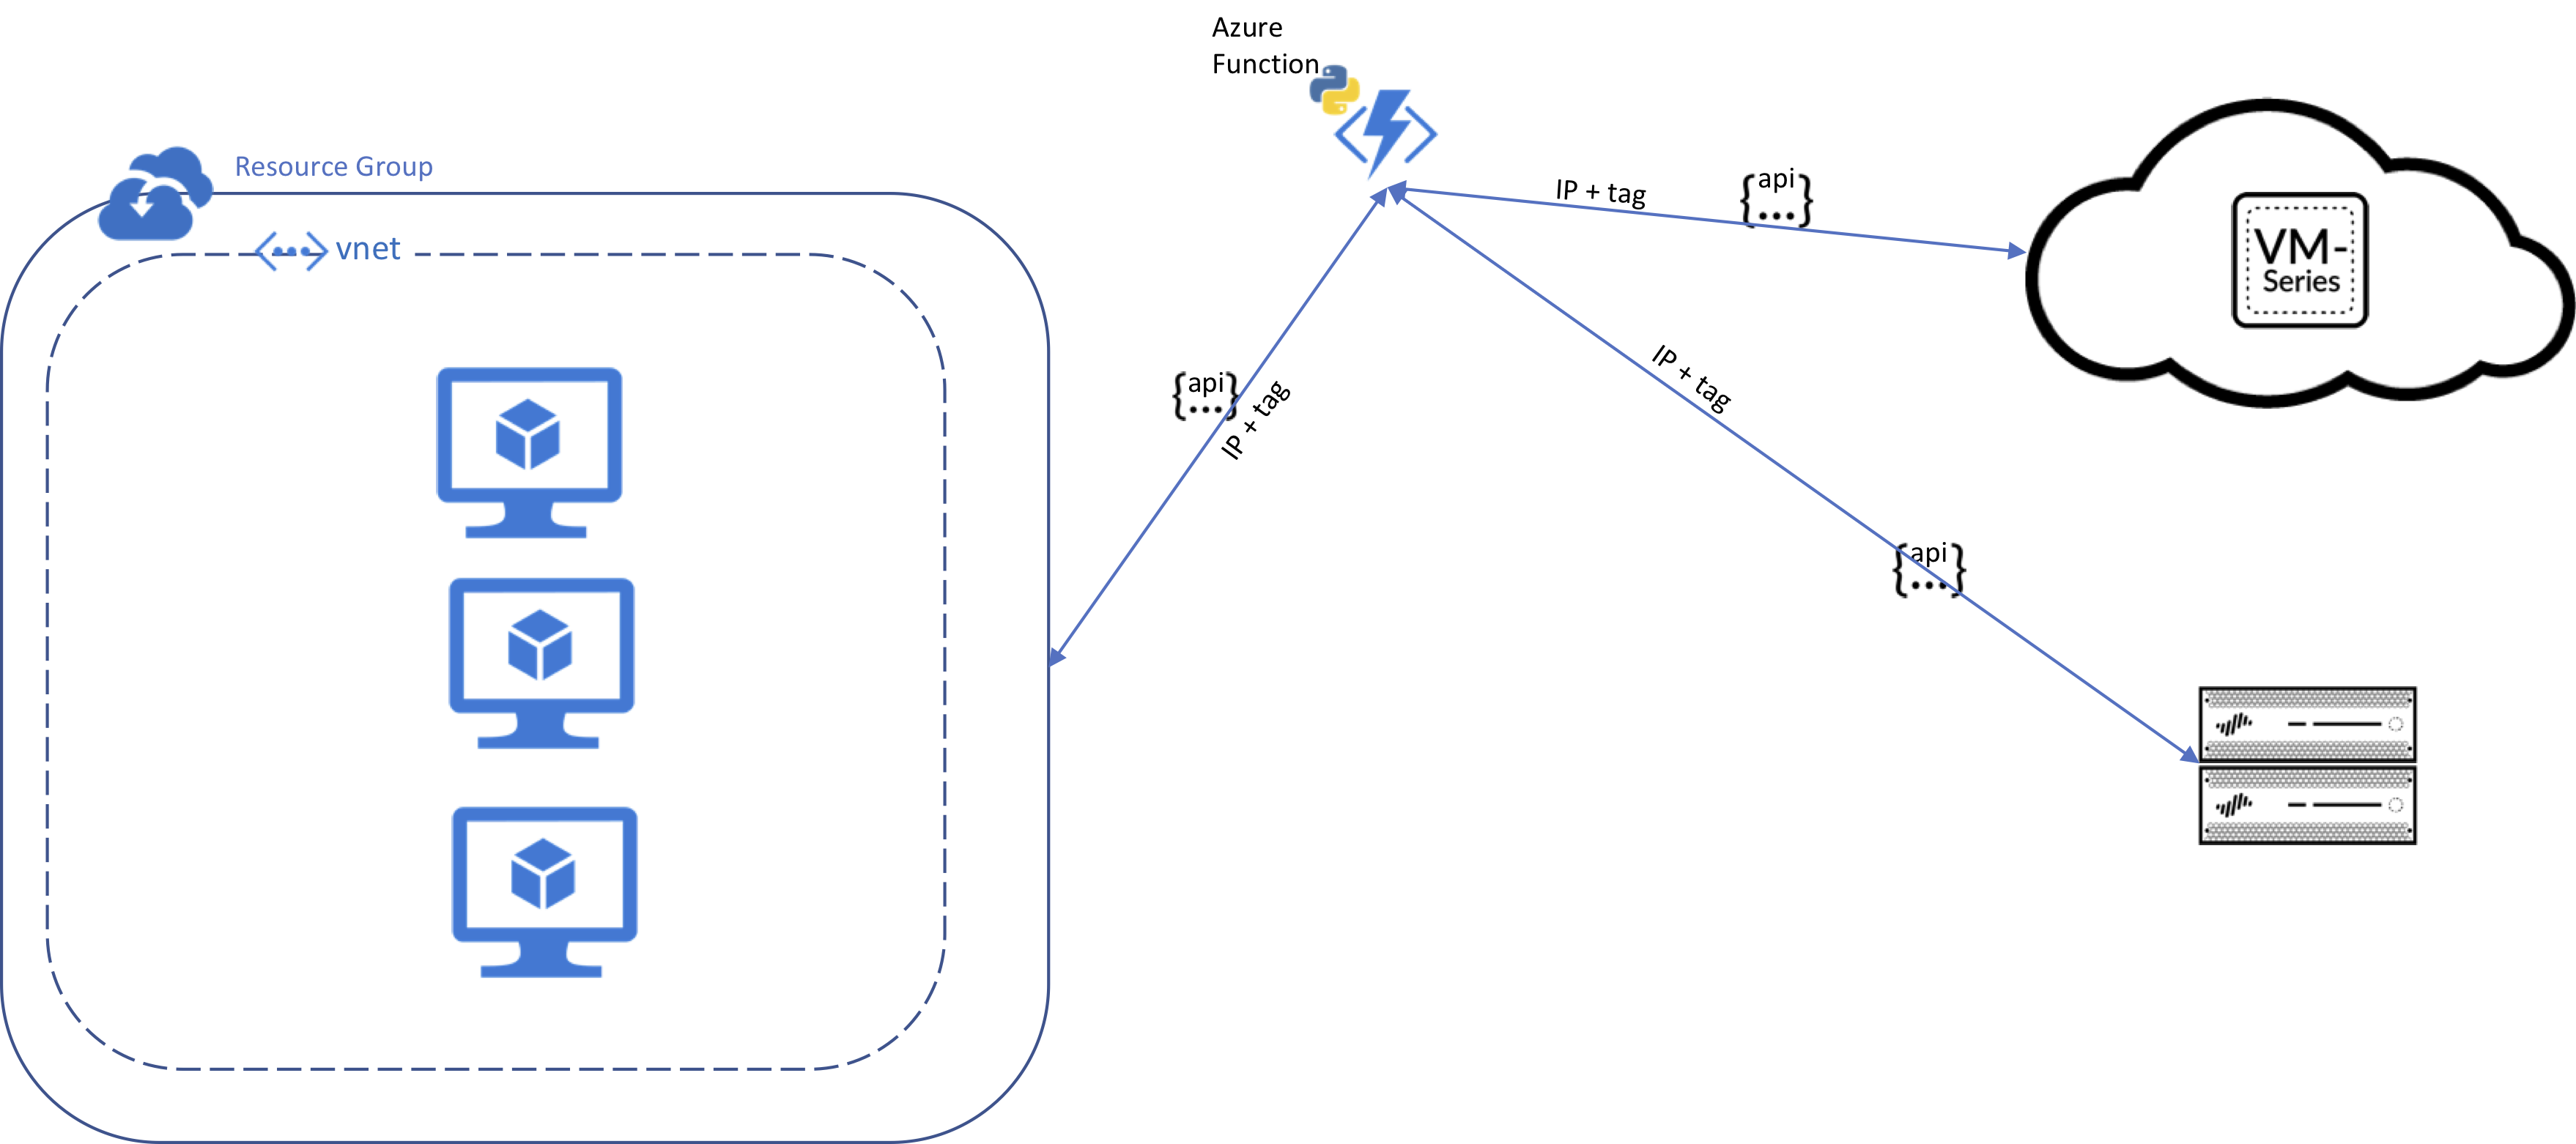 Azure
Function
Resource Group
vnet
IP + tag
{api
...}
VM-
Series
{api
...}
IP + tag
IP + tag
{api
...}